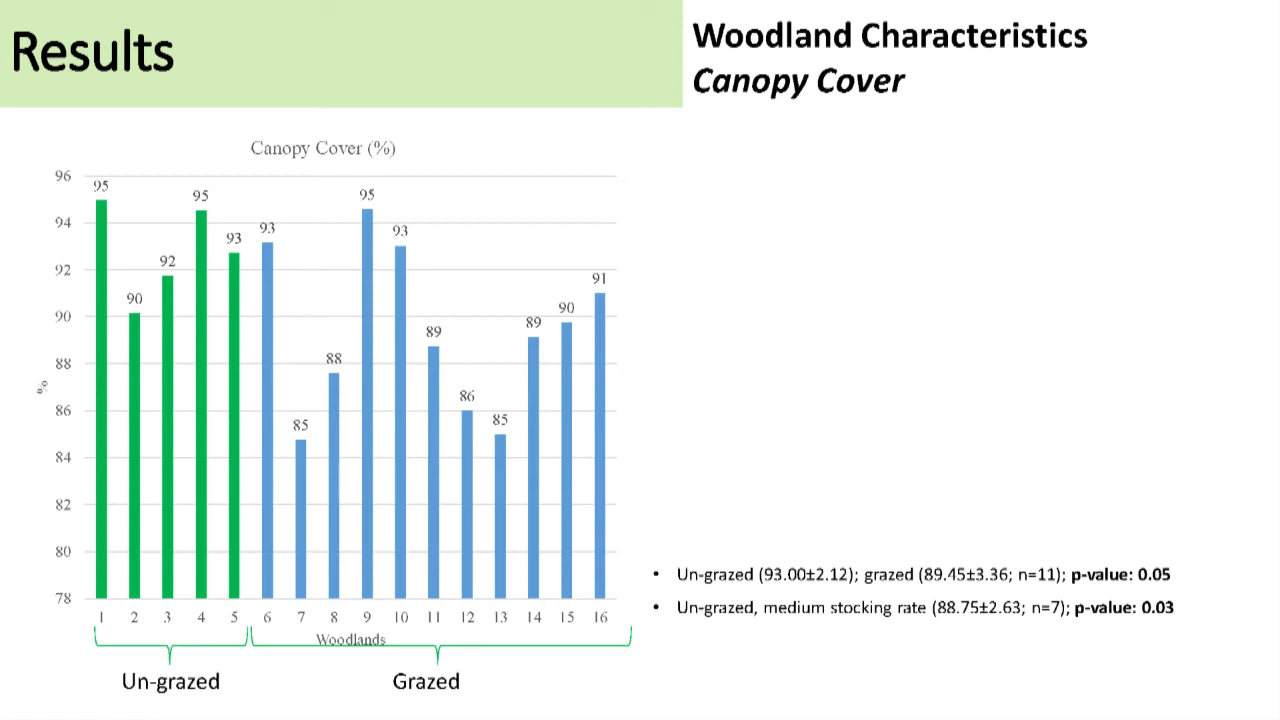 Results
Woodland Characteristics
Canopy Cover
Canopy Cover (%)
96
94
92
90
88
86
84
82
80
78
%
95
90
92
95
93
93
85
88
95
93
89
86
85
89
90
91
1 2 3 4 5 6 7 8 9 10 11 12 13 14 15 16
Woodlands
Un-grazed
Grazed
• Un-grazed (93.00±2.12); grazed (89.45±3.36; n=11); p-value: 0.05
• Un-grazed, medium stocking rate (88.75±2.63; n=7); p-value: 0.03